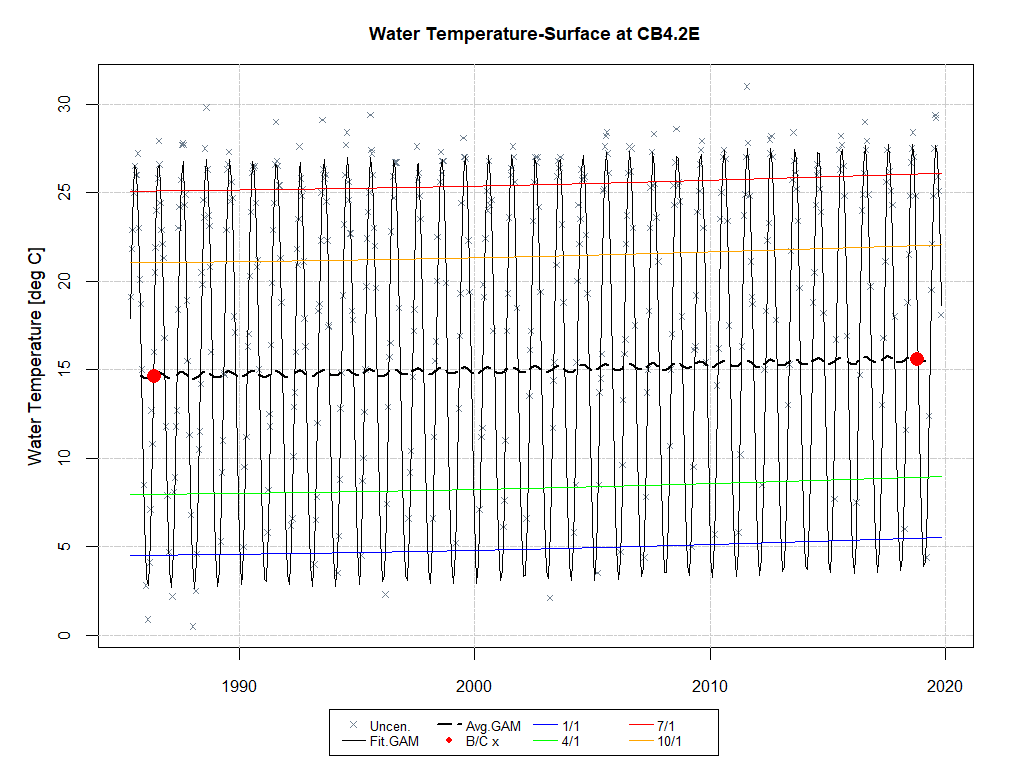 Water Temperature-Surface at CB4.2E
Water Temperature [deg C]
30
25
20
15
10
5
0
1990 2000 2010 2020
Uncen. Avg.GAM 1/1 7/1
Fit.GAM B/C x 4/1 10/1